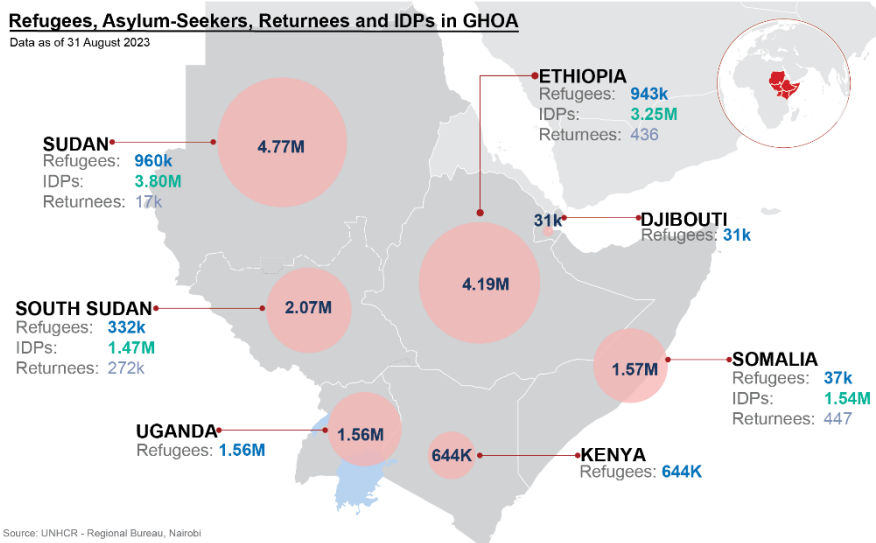 Refugees, Asylum-Seekers, Returnees and IDPs in GHOA
Data as of 31 August 2023
ETHIOPIA
Refugees: 943k
IDPs: 3.25M
Returnees: 436
SUDAN
Refugees: 960k
IDPs: 3.80M
Returnees: 17k
4.77M
31k
DJIBOUTI
Refugees: 31k
4.19M
SOUTH SUDAN
Refugees: 332k
IDPs: 1.47M
Returnees: 272k
2.07M
1.57M
SOMALIA
Refugees: 37k
IDPs: 1.54M
Returnees: 447
UGANDA
Refugees: 1.56M
1.56M
644K
KENYA
Refugees: 644K
Source: UNHCR - Regional Bureau, Nairobi